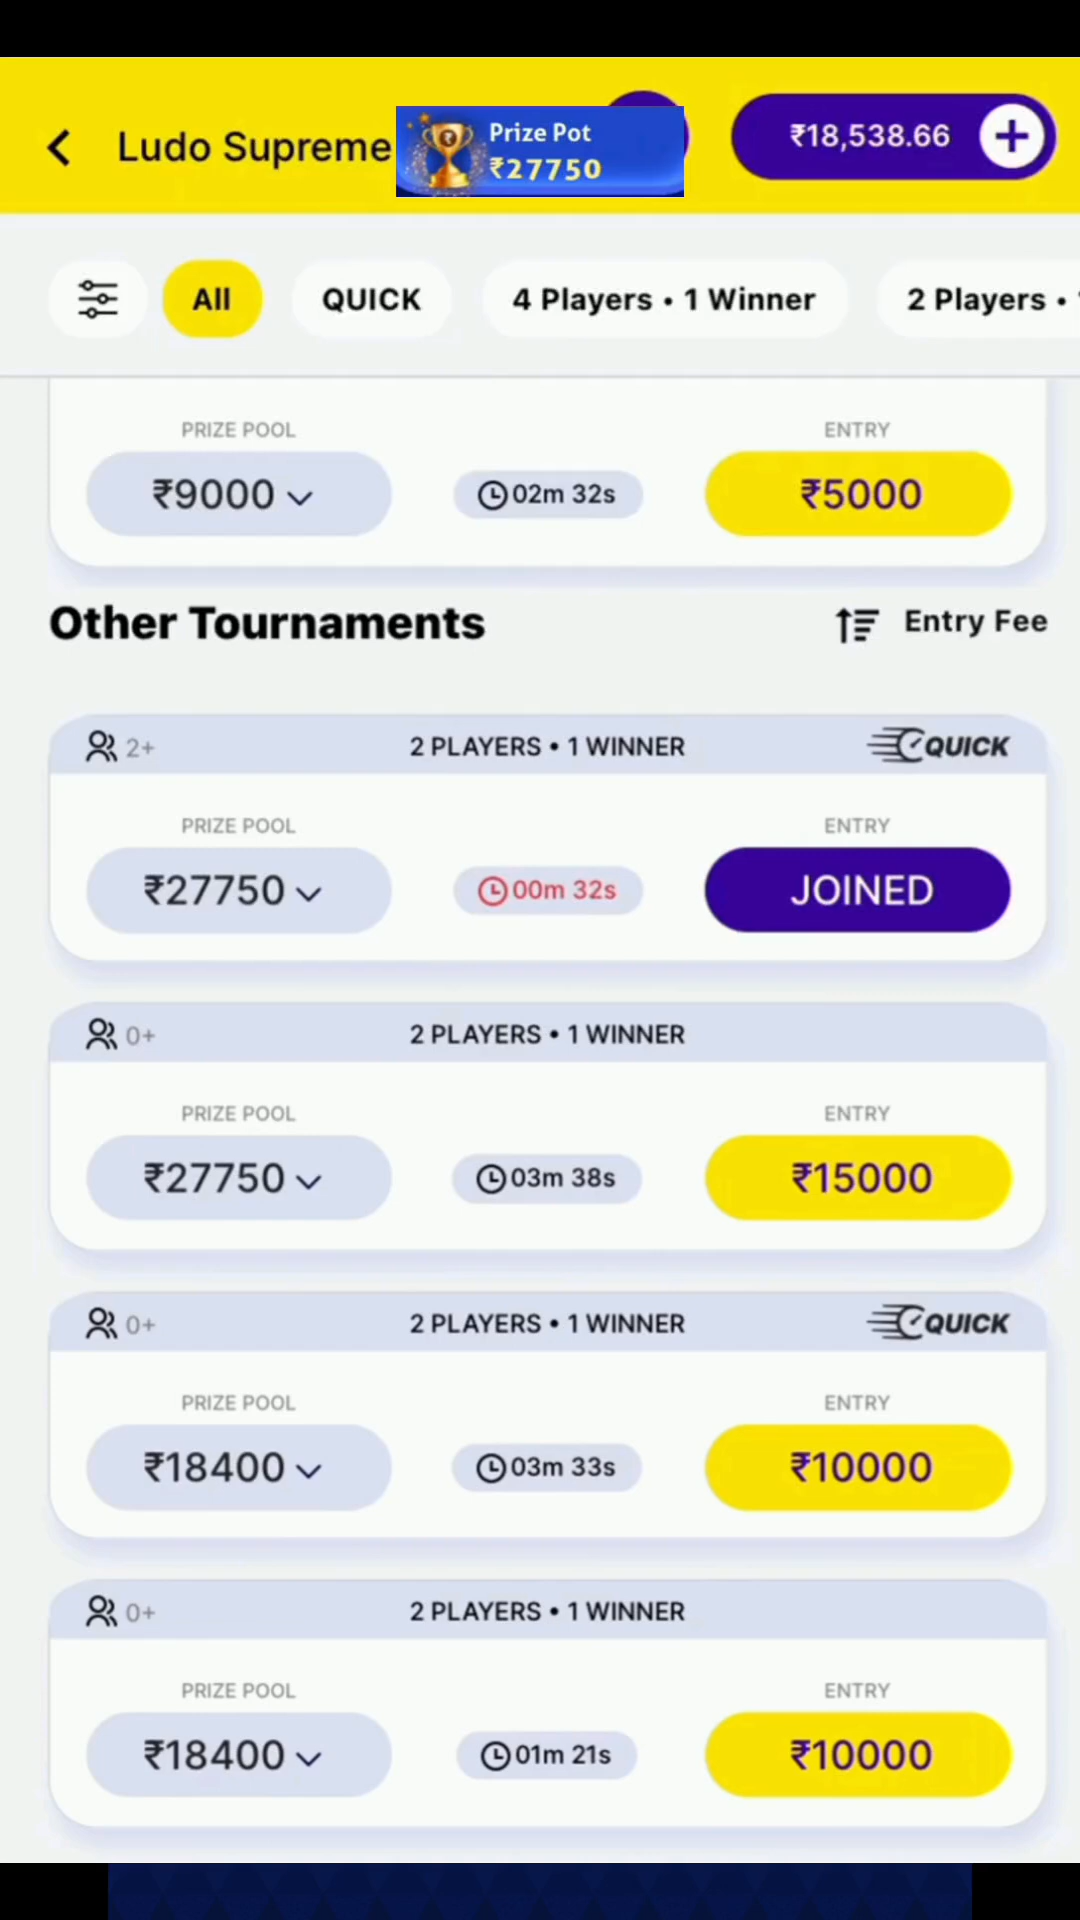 Ludo Supreme
Prize Pot
₹27750
₹18,538.66
All
QUICK
4 Players • 1 Winner
2 Players •
PRIZE POOL
ENTRY
₹9000
02m 32s
₹5000
Other Tournaments
Entry Fee
2+
2 PLAYERS • 1 WINNER
QUICK
PRIZE POOL
ENTRY
₹27750
00m 32s
JOINED
0+
2 PLAYERS • 1 WINNER
PRIZE POOL
ENTRY
₹27750
03m 38s
₹15000
0+
2 PLAYERS • 1 WINNER
QUICK
PRIZE POOL
ENTRY
₹18400
03m 33s
₹10000
0+
2 PLAYERS • 1 WINNER
PRIZE POOL
ENTRY
₹18400
01m 21s
₹10000